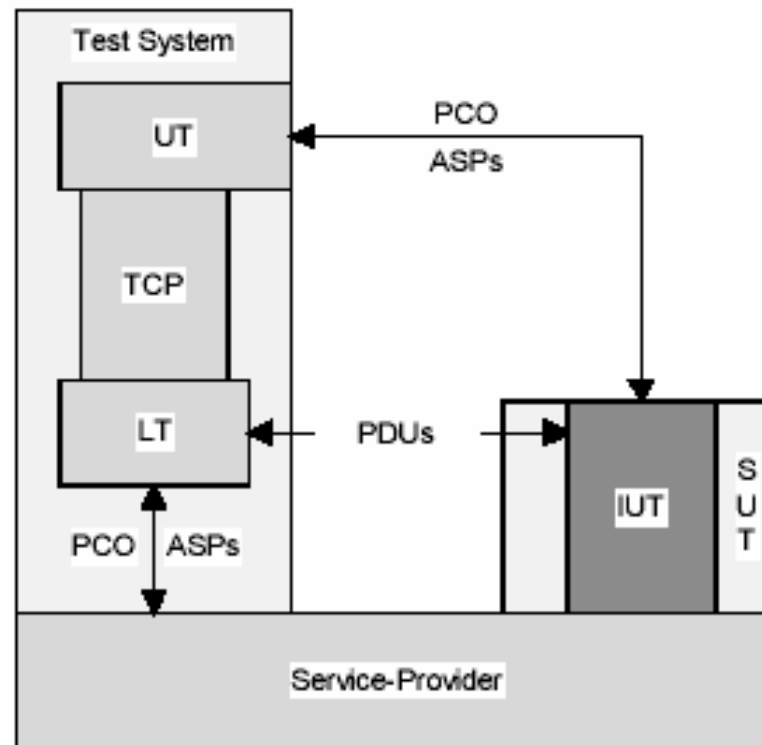 Test System
UT
PCO
ASPs
TCP
LT
PDUs
IUT
S
U
T
PCO ASPs
Service-Provider